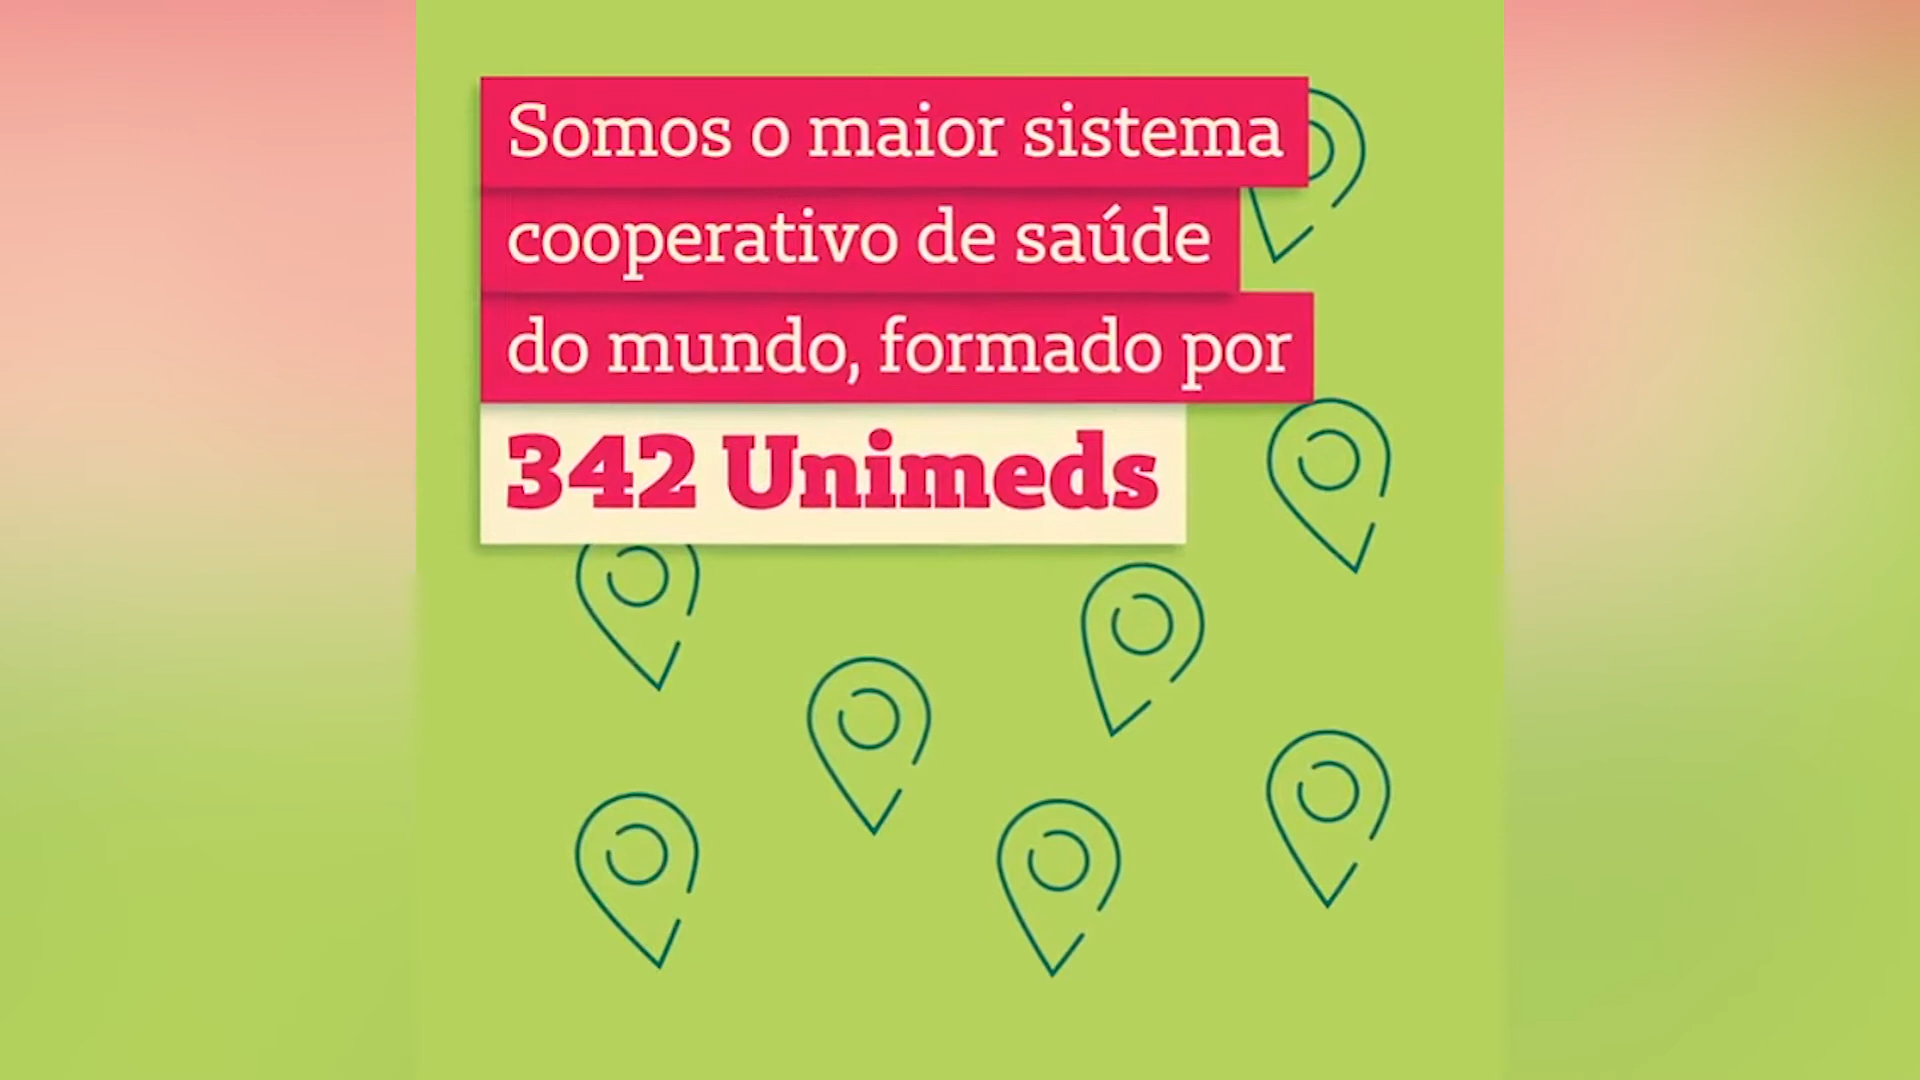 Somos o maior sistema
cooperativo de saúde
do mundo, formado por
342 Unimeds